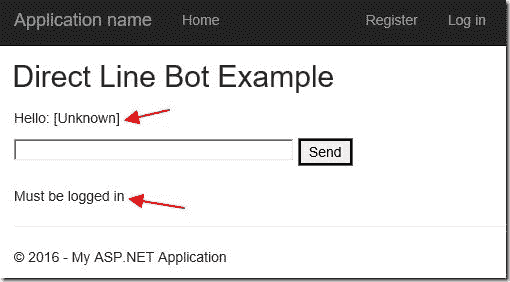 Application name Home Register Log in
Direct Line Bot Example
Hello: [Unknown]
Send
Must be logged in
© 2016 - My ASP.NET Application